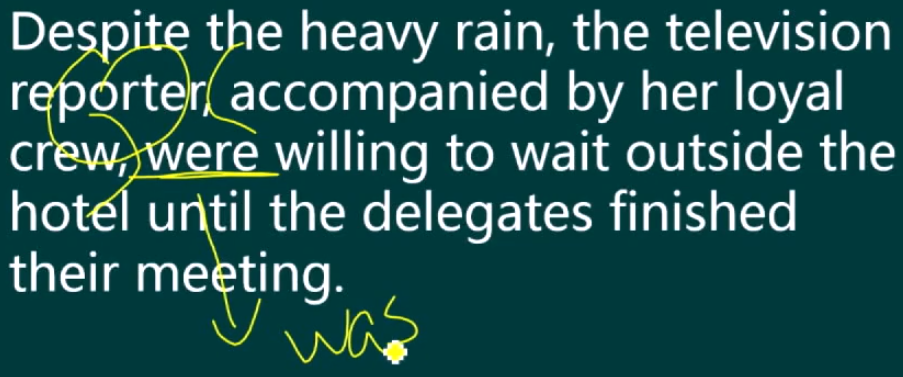 Despite the heavy rain, the television
reporter, accompanied by her loyal
crew, were willing to wait outside the
hotel until the delegates finished
their meeting.
was